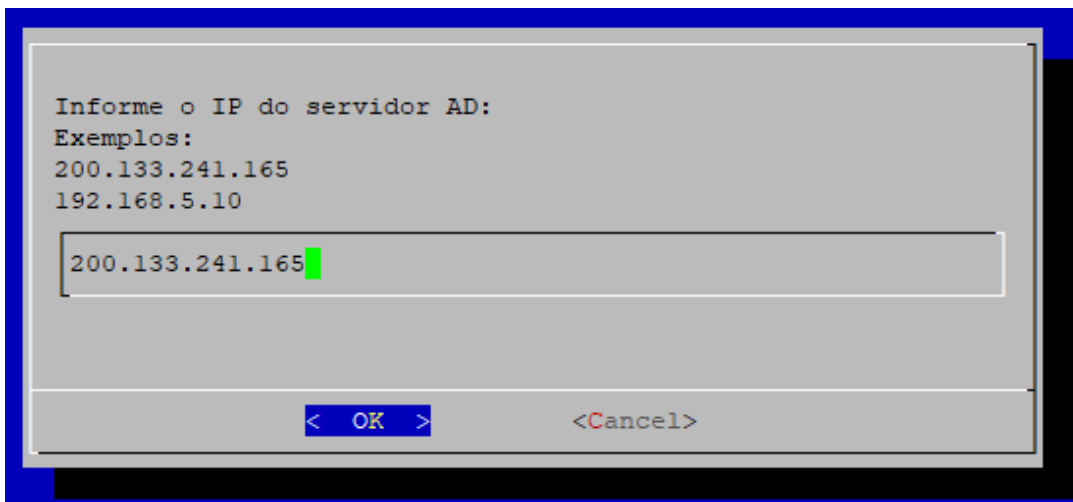 Informe o IP do servidor AD:
Exemplos:
200.133.241.165
192.168.5.10
200.133.241.165
< OK > <Cancel>